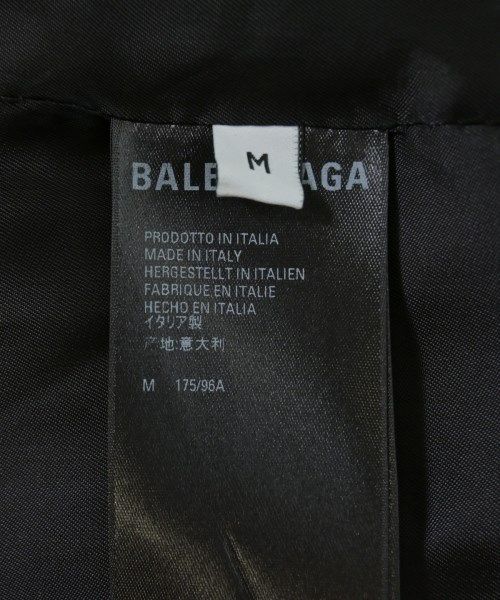 M
BALE AGA
PRODOTTO IN ITALIA
MADE IN ITALY
HERGESTELLT IN ITALIEN
FABRIQUE EN ITALIE
HECHO EN ITALIA
イタリア製
产地:意大利
M 175/96A